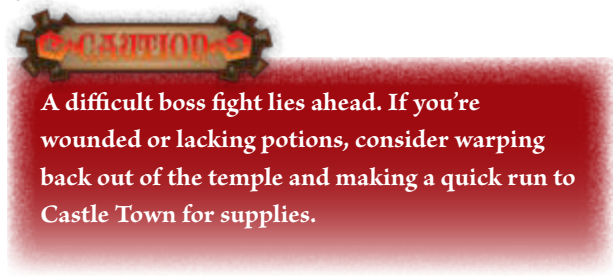 CAUTION
A difficult boss fight lies ahead. If you're
wounded or lacking potions, consider warping
back out of the temple and making a quick run to
Castle Town for supplies.